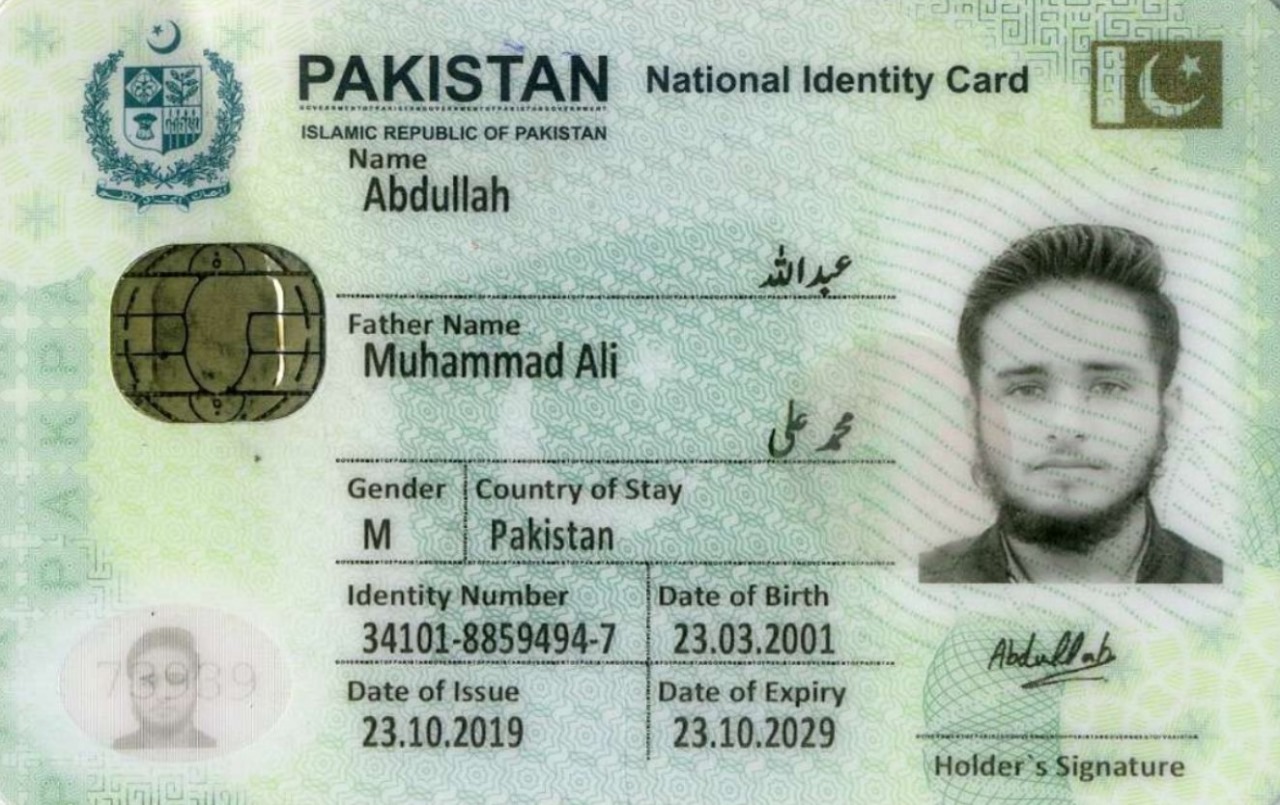 PAKISTAN National Identity Card
ISLAMIC REPUBLIC OF PAKISTAN
Name
Abdullah
عبداللہ
Father Name
Muhammad Ali
محمد علی
Gender Country of Stay
M Pakistan
Identity Number Date of Birth
34101-8859494-7 23.03.2001
Date of Issue Date of Expiry
23.10.2019 23.10.2029
Abdullah
Holder`s Signature